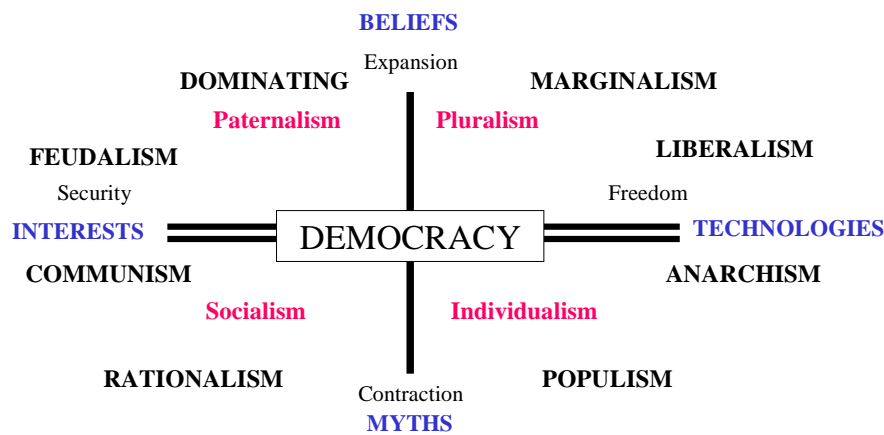 BELIEFS
Expansion
DOMINATING
MARGINALISM
Paternalism
Pluralism
FEUDALISM
LIBERALISM
Security
Freedom
INTERESTS
DEMOCRACY
TECHNOLOGIES
COMMUNISM
ANARCHISM
Socialism
Individualism
RATIONALISM
Contraction
POPULISM
MYTHS